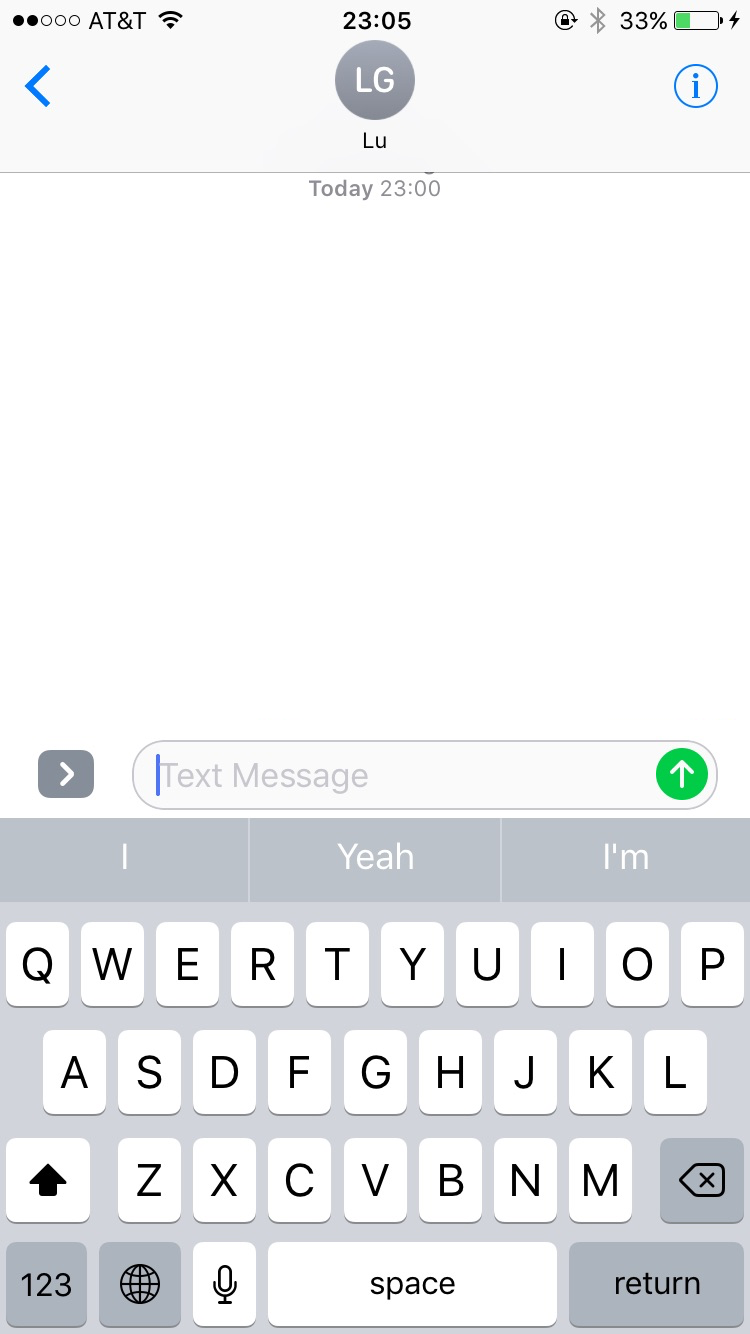 AT&T 23:05 33%
LG
Lu
Today 23:00
Text Message
I Yeah I'm
Q W E R T Y U I O P
A S D F G H J K L
Z X C V B N M
123 space return